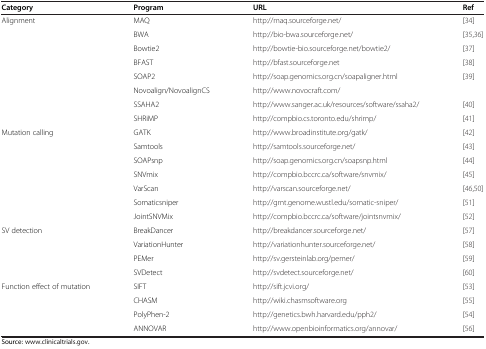 Category Program URL Ref
Alignment MAQ http://maq.sourceforge.net/ [34]
BWA http://bio-bwa.sourceforge.net/ [35,36]
Bowtie2 http://bowtie-bio.sourceforge.net/bowtie2/ [37]
BFAST http://bfast.sourceforge.net [38]
SOAP2 http://soap.genomics.org.cn/soapaligner.html [39]
Novoalign/NovoalignCS http://www.novocraft.com/
SSAHA2 http://www.sanger.ac.uk/resources/software/ssaha2/ [40]
SHRiMP http://compbio.cs.toronto.edu/shrimp/ [41]
Mutation calling GATK http://www.broadinstitute.org/gatk/ [42]
Samtools http://samtools.sourceforge.net/ [43]
SOAPsnp http://soap.genomics.org.cn/soapsnp.html [44]
SNVmix http://compbio.bccrc.ca/software/snvmix/ [45]
VarScan http://varscan.sourceforge.net/ [46,50]
Somaticsniper http://gmt.genome.wustl.edu/somatic-sniper/ [51]
JointSNVMix http://compbio.bccrc.ca/software/jointsnvmix/ [52]
SV detection BreakDancer http://breakdancer.sourceforge.net/ [57]
VariationHunter http://variationhunter.sourceforge.net/ [58]
PEMer http://sv.gersteinlab.org/pemer/ [59]
SVDetect http://svdetect.sourceforge.net/ [60]
Function effect of mutation SIFT http://sift.jcvi.org/ [53]
CHASM http://wiki.chasmsoftware.org [55]
PolyPhen-2 http://genetics.bwh.harvard.edu/pph2/ [54]
ANNOVAR http://www.openbioinformatics.org/annovar/ [56]
Source: www.clinicaltrials.gov.